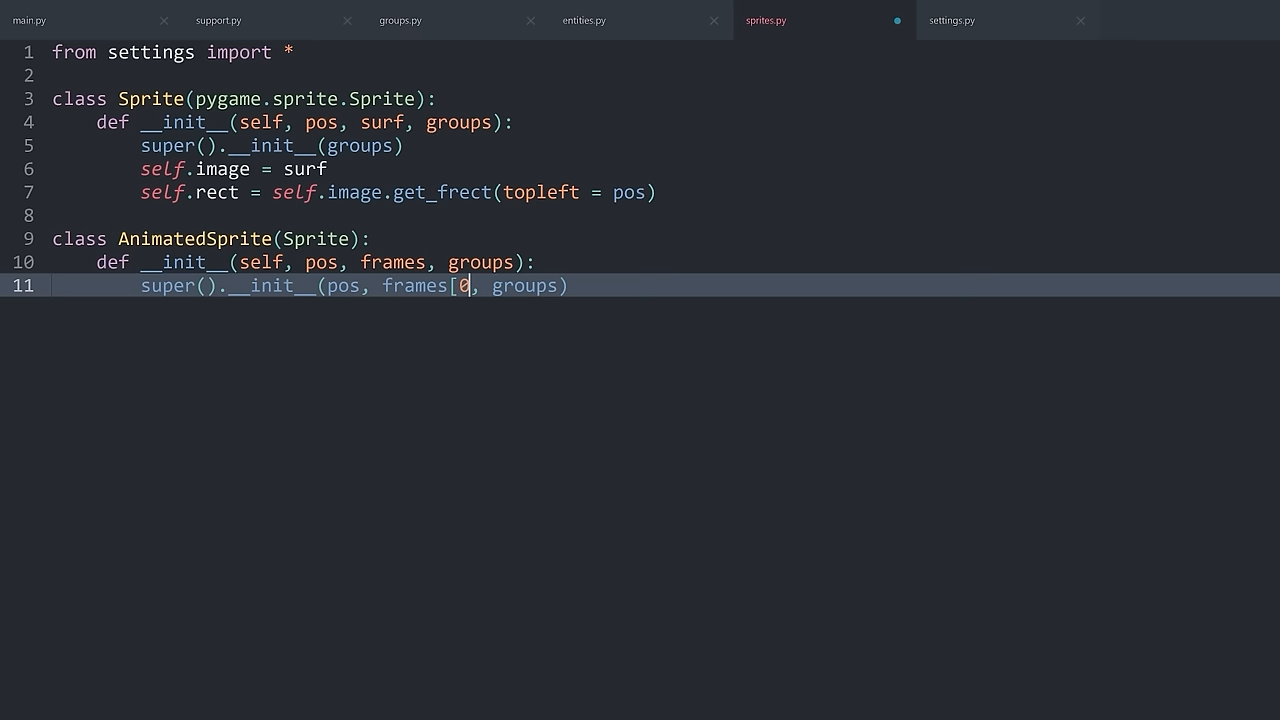 main.py support.py groups.py entities.py sprites.py settings.py
1 from settings import *
2
3 class Sprite(pygame.sprite.Sprite):
4     def __init__(self, pos, surf, groups):
5         super().__init__(groups)
6         self.image = surf
7         self.rect = self.image.get_frect(topleft = pos)
8
9 class AnimatedSprite(Sprite):
10     def __init__(self, pos, frames, groups):
11         super().__init__(pos, frames[0, groups)